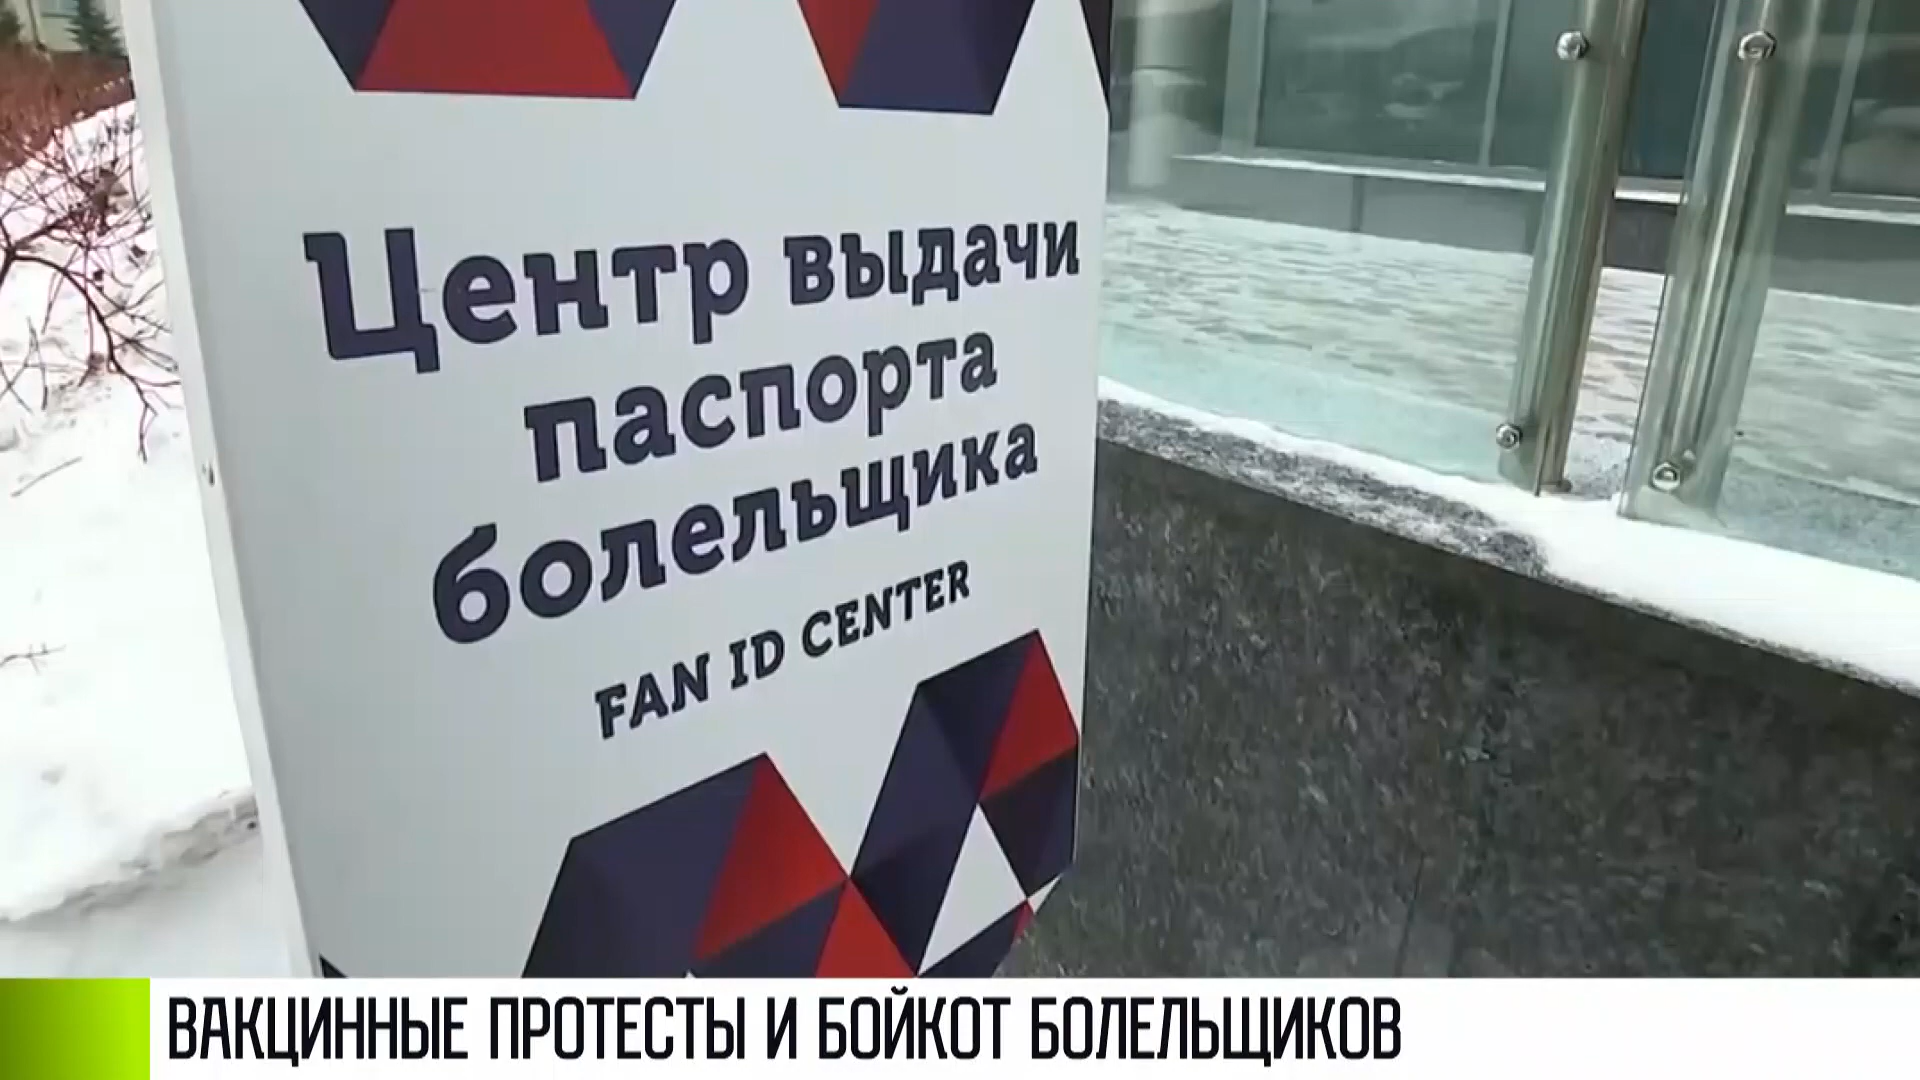 Центр выдачи
паспорта
болельщика
FAN ID CENTER
ВАКЦИННЫЕ ПРОТЕСТЫ И БОЙКОТ БОЛЕЛЬЩИКОВ